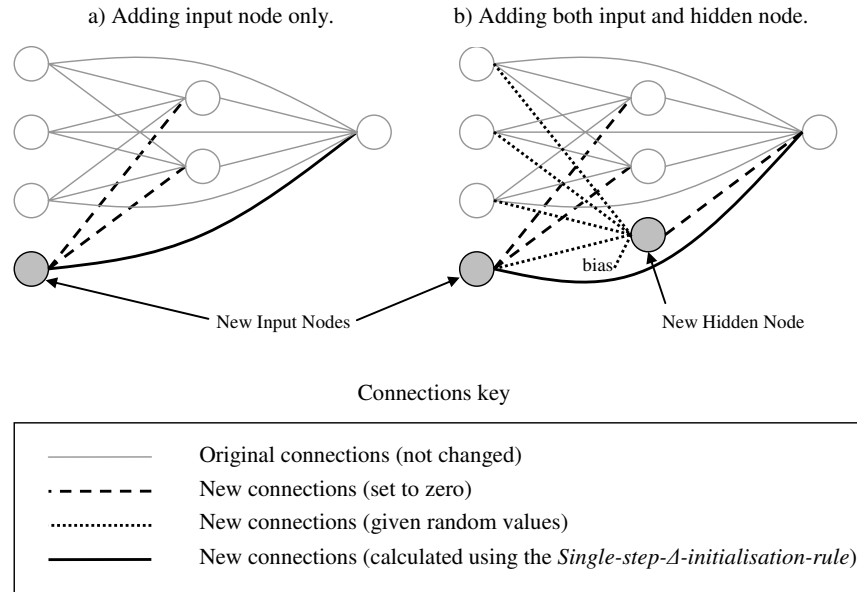 a) Adding input node only.
b) Adding both input and hidden node.
bias
New Input Nodes
New Hidden Node
Connections key
Original connections (not changed)
New connections (set to zero)
New connections (given random values)
New connections (calculated using the Single-step-Δ-initialisation-rule)